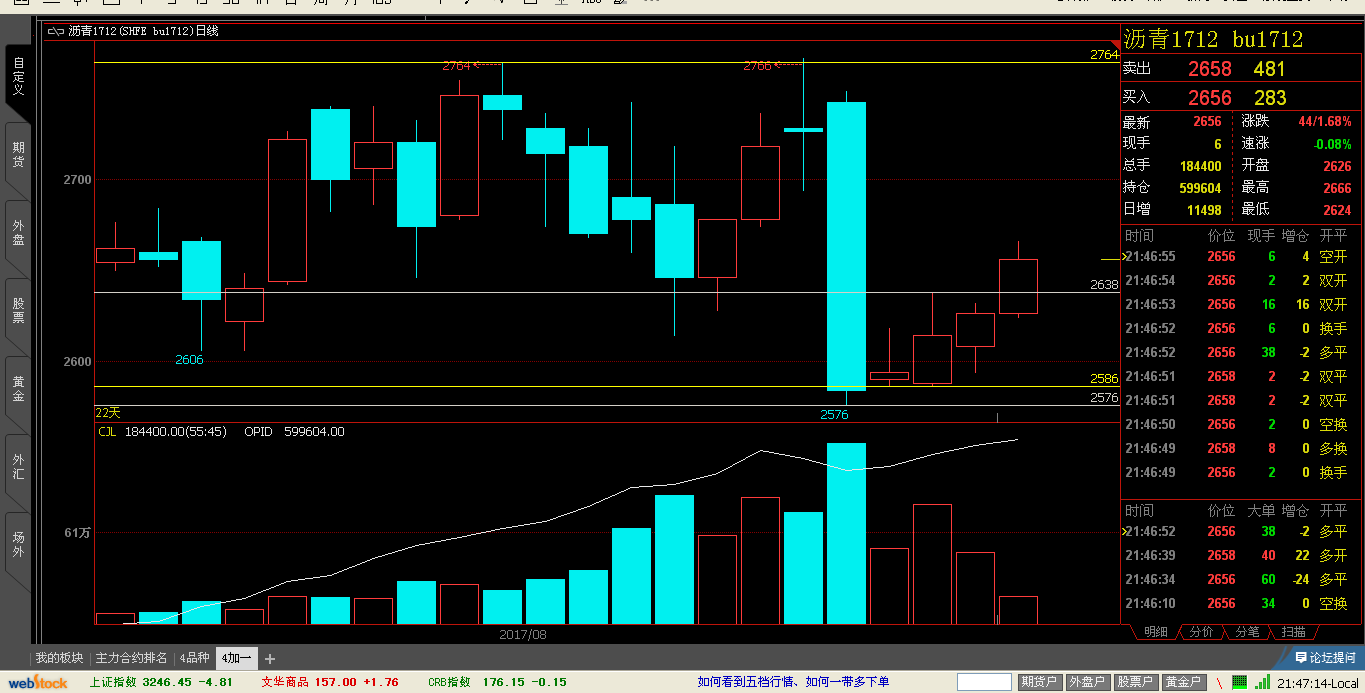 沥青1712(SHFE bu1712)日线
自定义
期货
外盘
股票
黄金
外汇
场外
2764
2764
2766
2700
2638
2606
2600
2586
2576
2576
22天
CJL 184400.00(55:45) OPID 599604.00
61万
2017/08
沥青1712 bu1712
卖出 2658 481
买入 2656 283
最新 2656 涨跌 44/1.68%
现手 6 速涨 -0.08%
总手 184400 开盘 2626
持仓 599604 最高 2666
日增 11498 最低 2624
时间 价位 现手 增仓 开平
21:46:55 2656 6 4 空开
21:46:54 2656 2 2 双开
21:46:53 2656 16 16 双开
21:46:52 2656 6 0 换手
21:46:52 2656 38 -2 多平
21:46:51 2658 2 -2 双平
21:46:51 2658 2 -2 双平
21:46:50 2656 2 0 空换
21:46:49 2658 8 0 多换
21:46:49 2656 2 0 换手
时间 价位 大单 增仓 开平
21:46:52 2656 38 -2 多平
21:46:39 2658 40 22 多开
21:46:34 2656 60 -24 多平
21:46:10 2656 34 0 空换
明细 分价 分笔 扫描
我的板块 主力合约排名 4品种 4加一 +
论坛提问
webStock 上证指数 3246.45 -4.81 文华商品 157.00 +1.76 CRB指数 176.15 -0.15 如何看到五档行情、如何一带多下单 期货户 外盘户 股票户 黄金户 21:47:14-Local